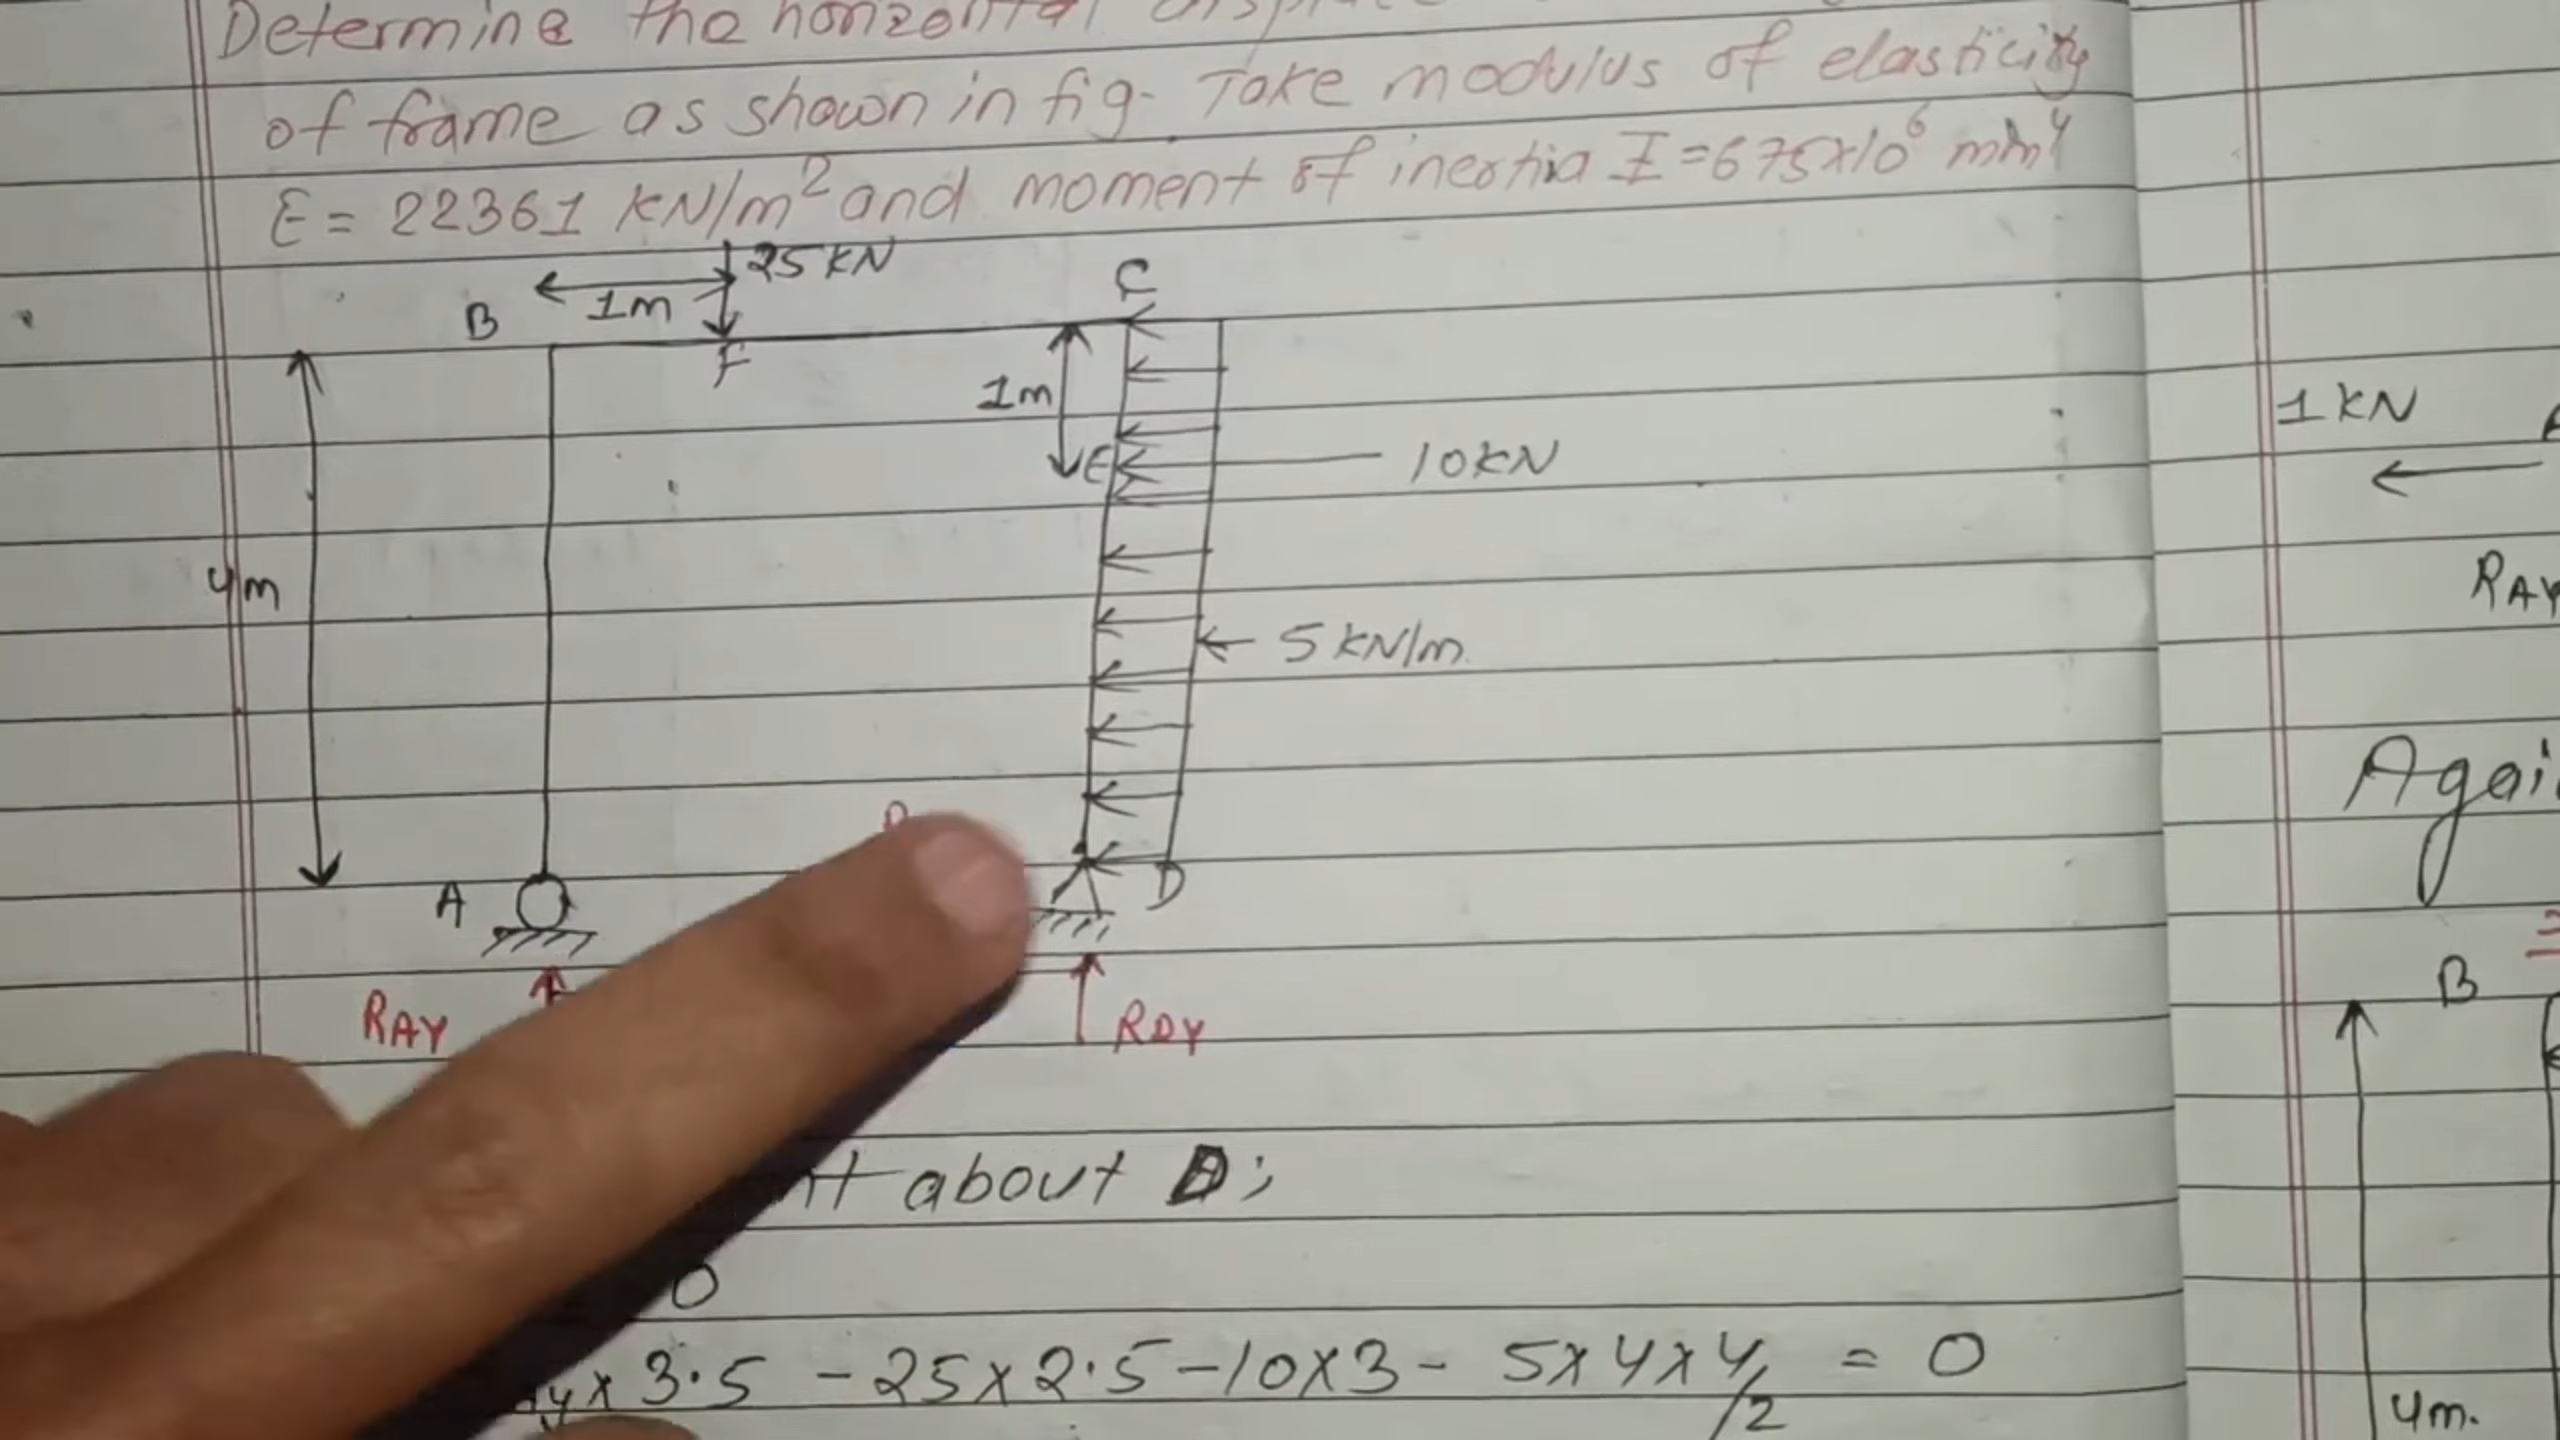 Determine the horizontal
of frame as shown in fig. Take modulus of elasticity
E = 22361 KN/m² and moment of inertia I = 675×10⁶ mm⁴
25 KN
1m
B
C
F
1m
E
10KN
4m
5 KN/m
A
D
RAY
RDY
about D;
0
× 3.5 - 25×2.5 - 10×3 - 5×4×4/2 = 0
1 KN
RAY
B
4m.